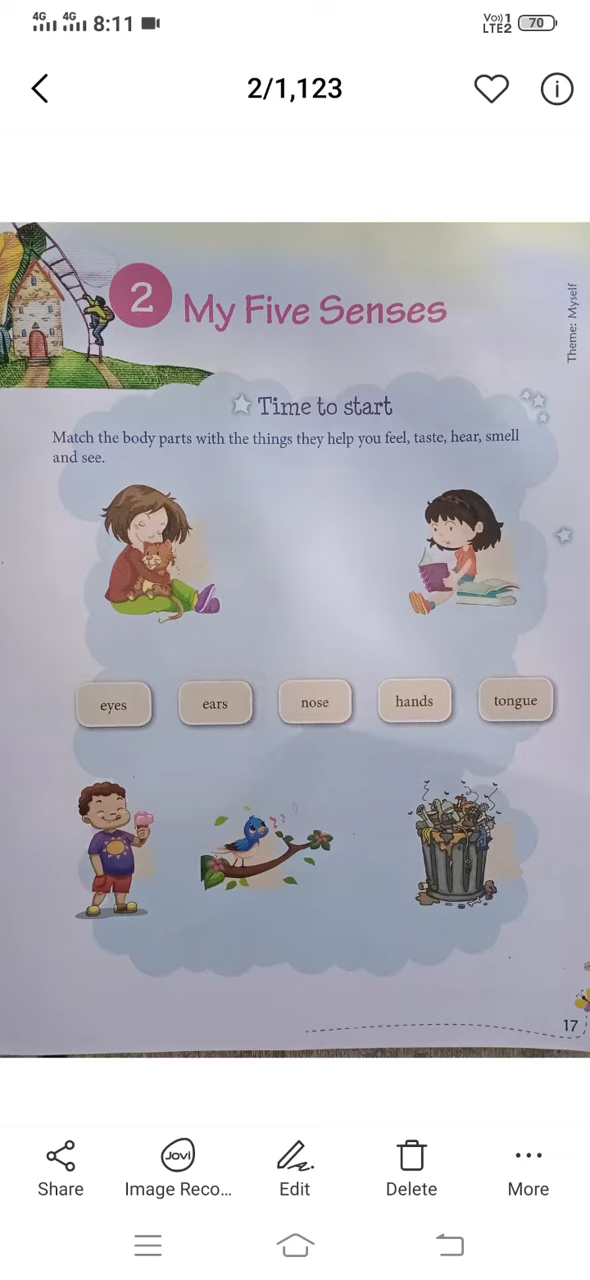 4G 4G 8:11 Vo)) 1 LTE2 70
2/1,123
2 My Five Senses
Theme: Myself
Time to start
Match the body parts with the things they help you feel, taste, hear, smell
and see.
eyes ears nose hands tongue
17
Share Jovi Image Reco... Edit Delete More